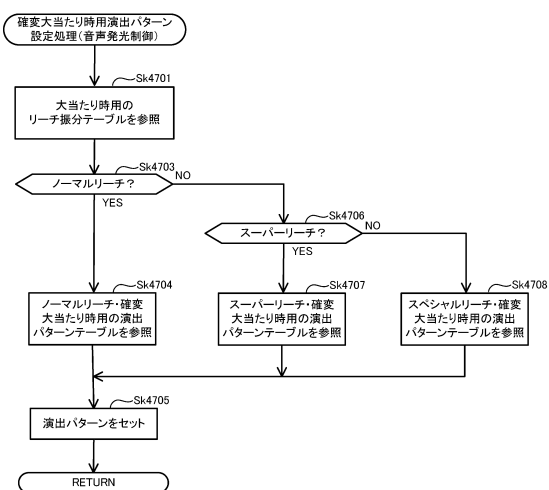 確変大当たり時用演出パターン
設定処理(音声発光制御)
Sk4701
大当たり時用の
リーチ振分テーブルを参照
Sk4703
ノーマルリーチ？
NO
YES
Sk4706
スーパーリーチ？
NO
YES
Sk4704
ノーマルリーチ・確変
大当たり時用の演出
パターンテーブルを参照
Sk4707
スーパーリーチ・確変
大当たり時用の演出
パターンテーブルを参照
Sk4708
スペシャルリーチ・確変
大当たり時用の演出
パターンテーブルを参照
Sk4705
演出パターンをセット
RETURN